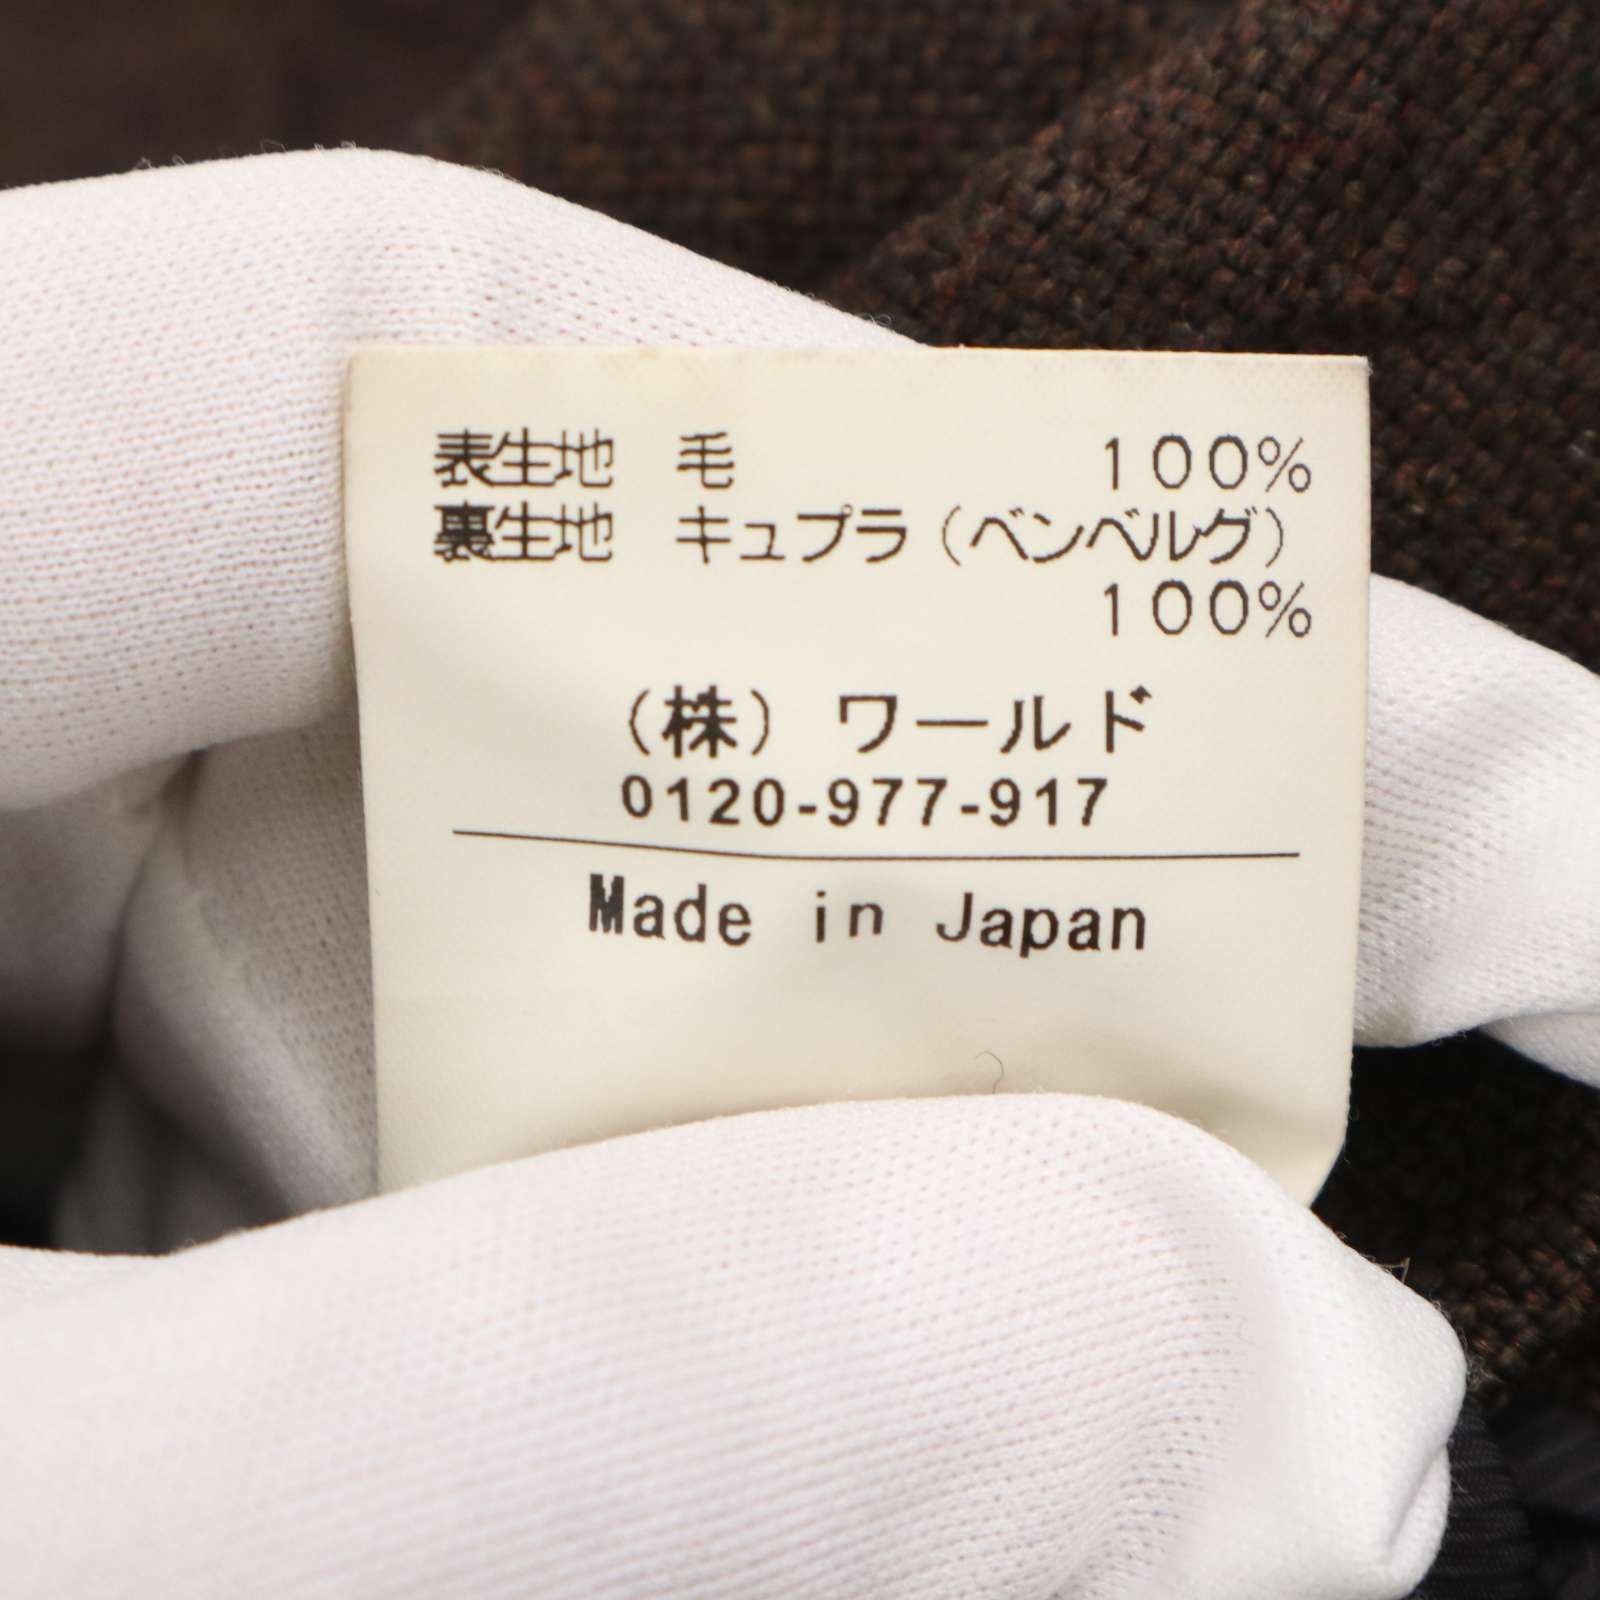 表生地 毛 100%
裏生地 キュプラ(ベンベルグ)
100%
(株) ワールド
0120-977-917
Made in Japan